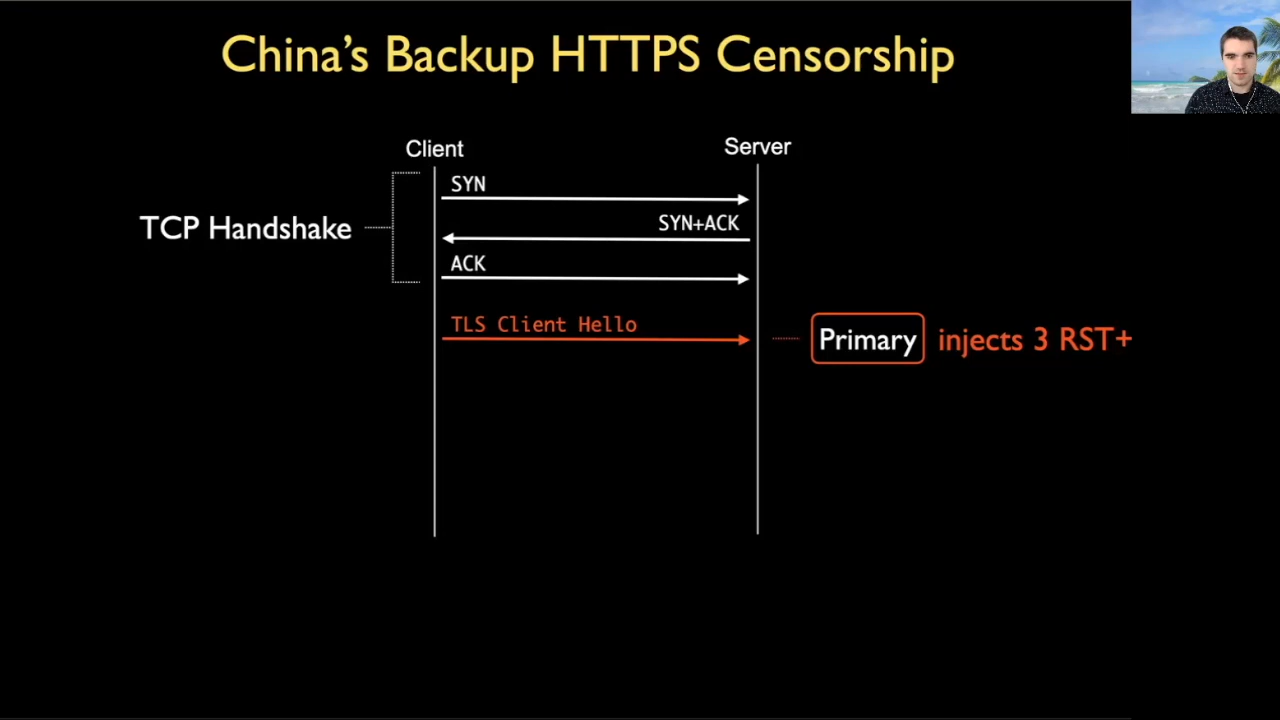 China's Backup HTTPS Censorship
Client
Server
SYN
SYN+ACK
TCP Handshake
ACK
TLS Client Hello
Primary injects 3 RST+